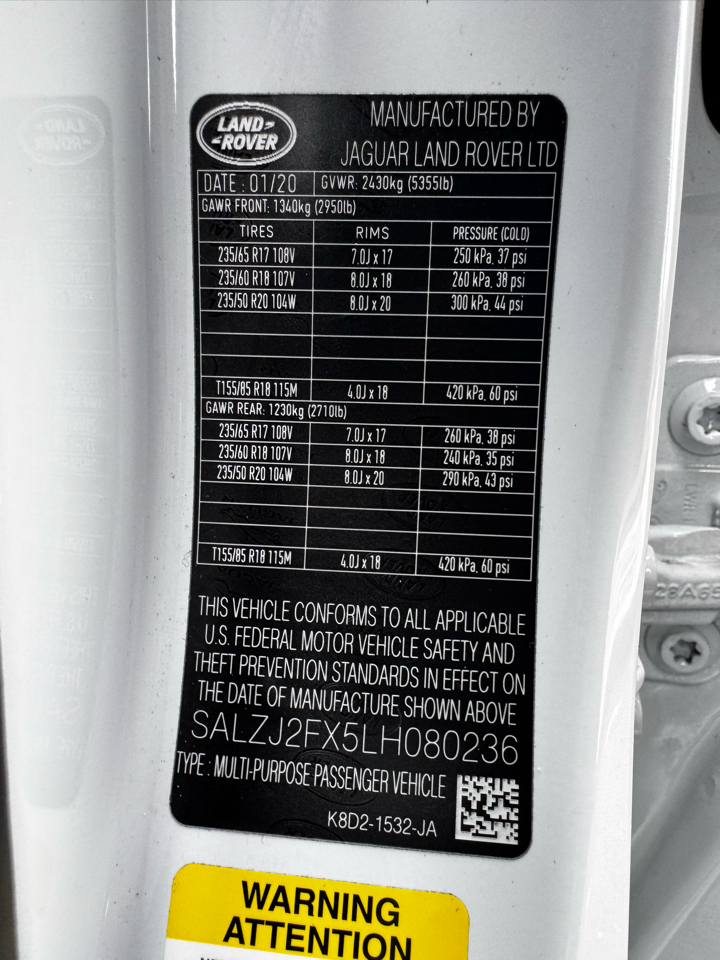 LAND-
-ROVER
MANUFACTURED BY
JAGUAR LAND ROVER LTD
DATE : 01/20 GVWR: 2430kg (5355lb)
GAWR FRONT: 1340kg (2950lb)
TIRES RIMS PRESSURE (COLD)
235/65 R17 108V 7.0J x 17 250 kPa, 37 psi
235/60 R18 107V 8.0J x 18 260 kPa, 38 psi
235/50 R20 104W 8.0J x 20 300 kPa, 44 psi
T155/85 R18 115M 4.0J x 18 420 kPa, 60 psi
GAWR REAR: 1230kg (2710lb)
235/65 R17 108V 7.0J x 17 260 kPa, 38 psi
235/60 R18 107V 8.0J x 18 240 kPa, 35 psi
235/50 R20 104W 8.0J x 20 290 kPa, 43 psi
T155/85 R18 115M 4.0J x 18 420 kPa, 60 psi
THIS VEHICLE CONFORMS TO ALL APPLICABLE
U.S. FEDERAL MOTOR VEHICLE SAFETY AND
THEFT PREVENTION STANDARDS IN EFFECT ON
THE DATE OF MANUFACTURE SHOWN ABOVE
SALZJ2FX5LH080236
TYPE : MULTI-PURPOSE PASSENGER VEHICLE
K8D2-1532-JA
WARNING
ATTENTION